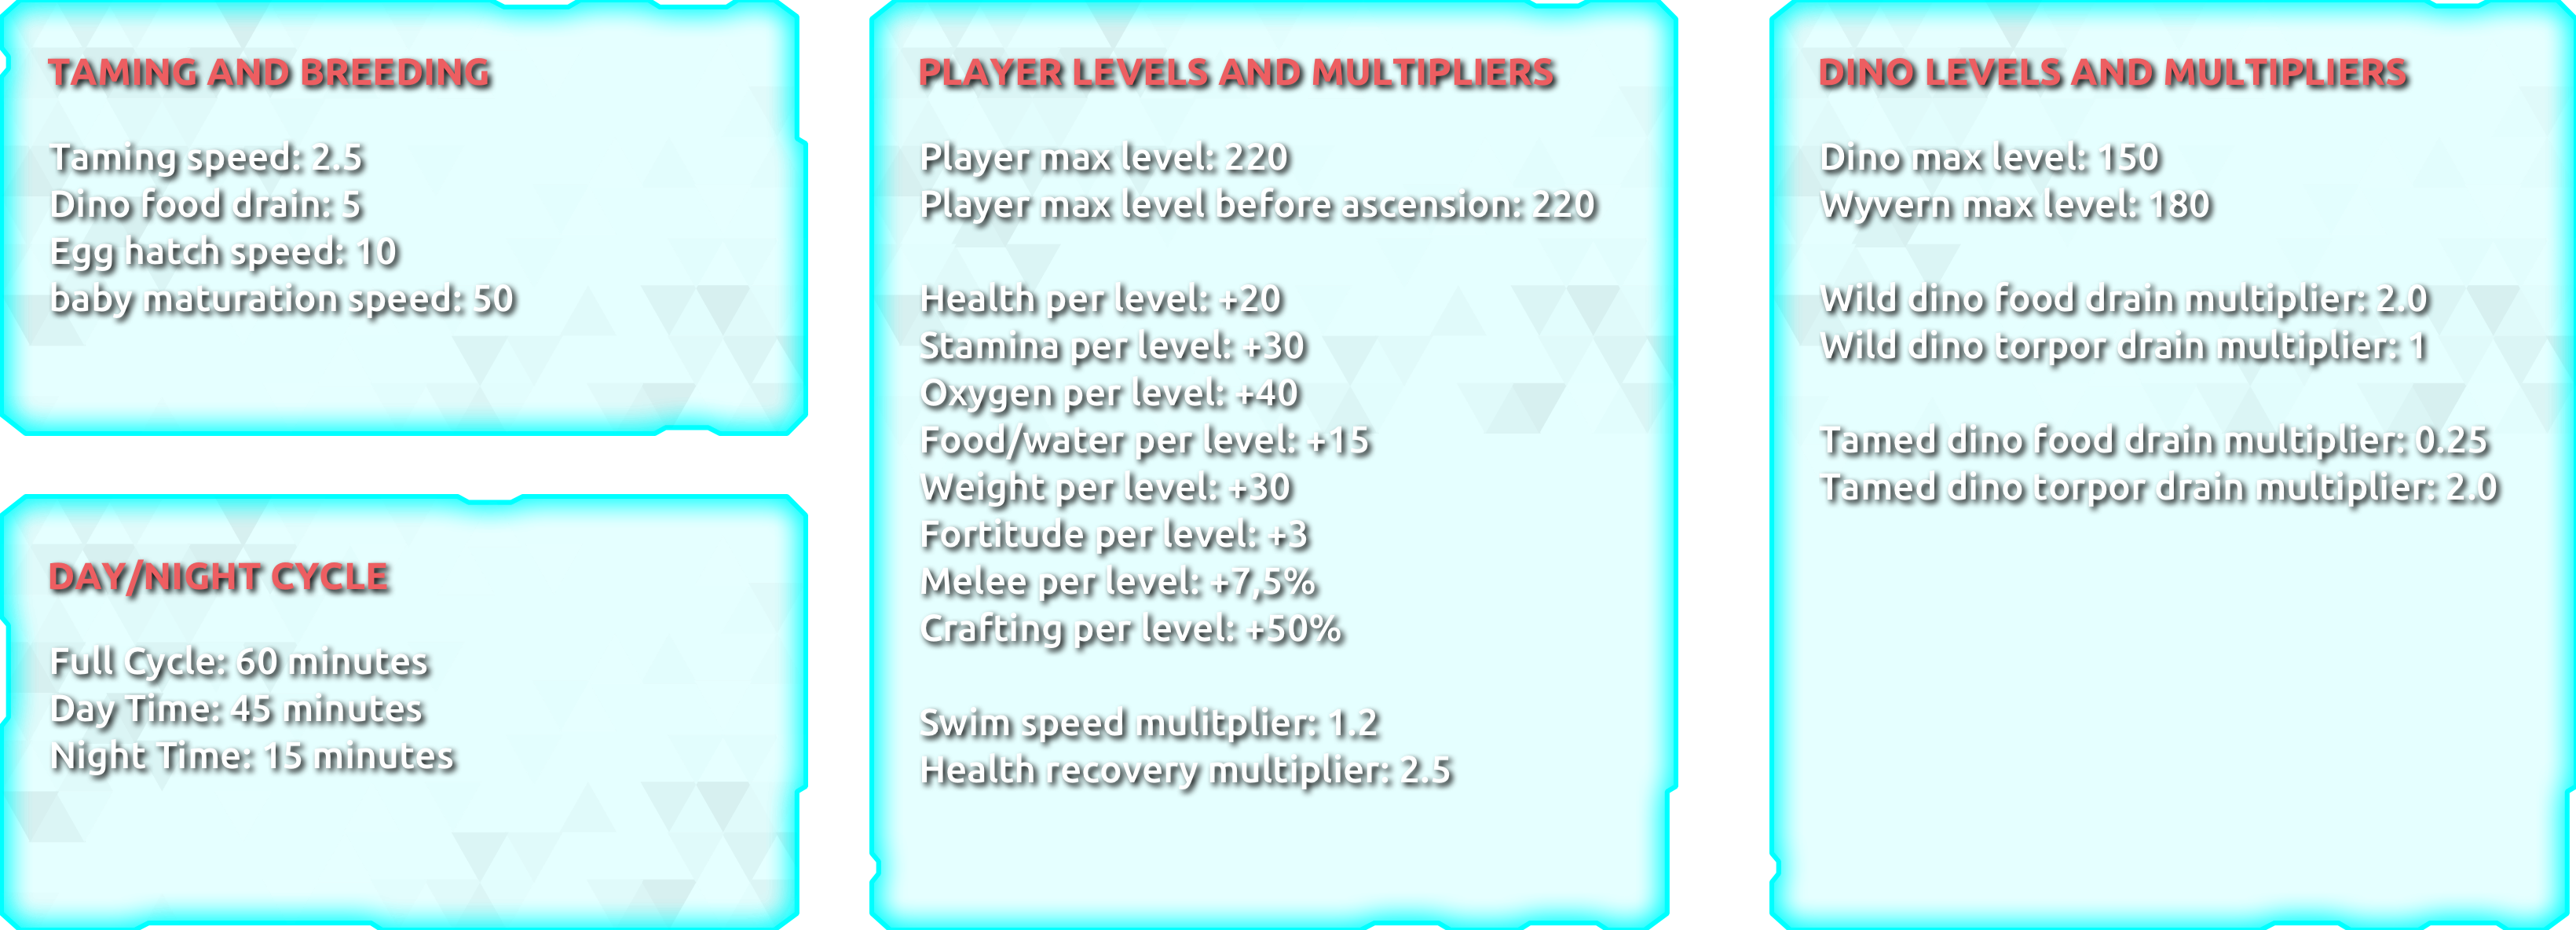 TAMING AND BREEDING
Taming speed: 2.5
Dino food drain: 5
Egg hatch speed: 10
baby maturation speed: 50
DAY/NIGHT CYCLE
Full Cycle: 60 minutes
Day Time: 45 minutes
Night Time: 15 minutes
PLAYER LEVELS AND MULTIPLIERS
Player max level: 220
Player max level before ascension: 220
Health per level: +20
Stamina per level: +30
Oxygen per level: +40
Food/water per level: +15
Weight per level: +30
Fortitude per level: +3
Melee per level: +7,5%
Crafting per level: +50%
Swim speed mulitplier: 1.2
Health recovery multiplier: 2.5
DINO LEVELS AND MULTIPLIERS
Dino max level: 150
Wyvern max level: 180
Wild dino food drain multiplier: 2.0
Wild dino torpor drain multiplier: 1
Tamed dino food drain multiplier: 0.25
Tamed dino torpor drain multiplier: 2.0